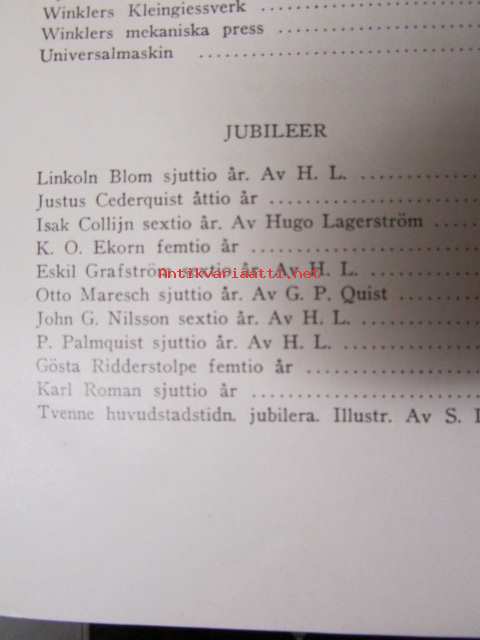 Winklers Kleingiessverk ..........
Winklers mekaniska press ..........
Universalmaskin ..........
JUBILEER
Linkoln Blom sjuttio år. Av H. L. ..........
Justus Cederquist åttio år ..........
Isak Collijn sextio år. Av Hugo Lagerström ..........
K. O. Ekorn femtio år ..........
Eskil Grafström sextio år. Av H. L. ..........
Antikvariaatti.net
Otto Maresch sjuttio år. Av G. P. Quist ..........
John G. Nilsson sextio år. Av H. L. ..........
P. Palmquist sjuttio år. Av H. L. ..........
Gösta Ridderstolpe femtio år ..........
Karl Roman sjuttio år ..........
Tvenne huvudstadstidn. jubilera. Illustr. Av S.